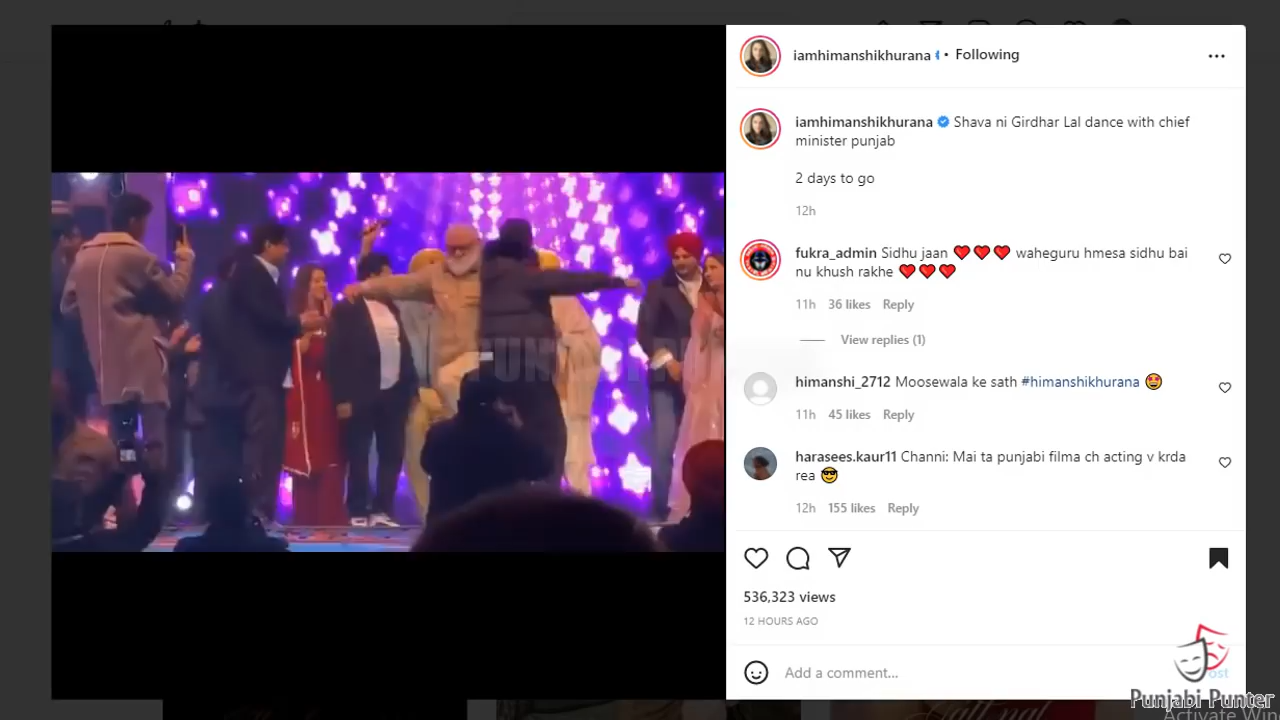 iamhimanshikhurana • Following
iamhimanshikhurana Shava ni Girdhar Lal dance with chief
minister punjab
2 days to go
12h
fukra_admin Sidhu jaan ❤❤❤ waheguru hmesa sidhu bai
nu khush rakhe ❤❤❤
11h 36 likes Reply
View replies (1)
himanshi_2712 Moosewala ke sath #himanshikhurana 🤩
11h 45 likes Reply
harasees.kaur11 Channi: Mai ta punjabi filma ch acting v krda
rea 😎
12h 155 likes Reply
536,323 views
12 HOURS AGO
Add a comment...
Post
Punjabi Punter
Activate Win